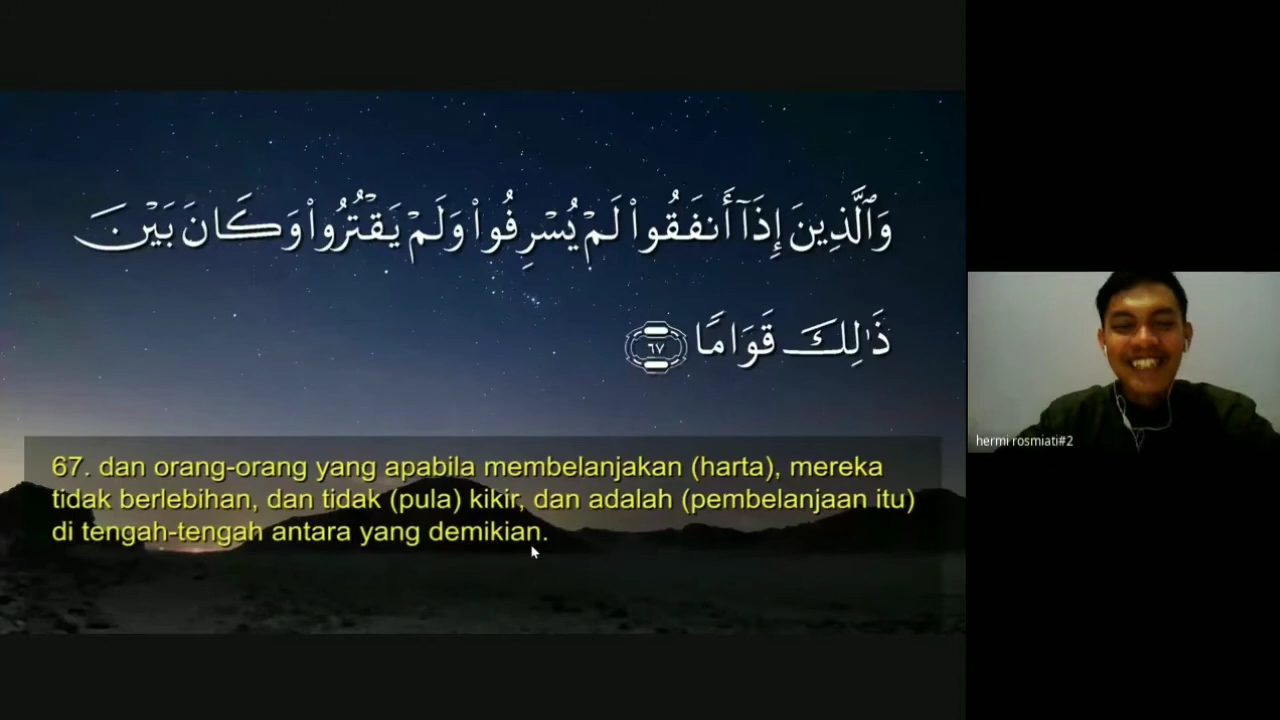 وَٱلَّذِينَ إِذَآ أَنفَقُوا۟ لَمْ يُسْرِفُوا۟ وَلَمْ يَقْتُرُوا۟ وَكَانَ بَيْنَ
ذَٰلِكَ قَوَامًا ٦٧
67. dan orang-orang yang apabila membelanjakan (harta), mereka
tidak berlebihan, dan tidak (pula) kikir, dan adalah (pembelanjaan itu)
di tengah-tengah antara yang demikian.
hermi rosmiati#2